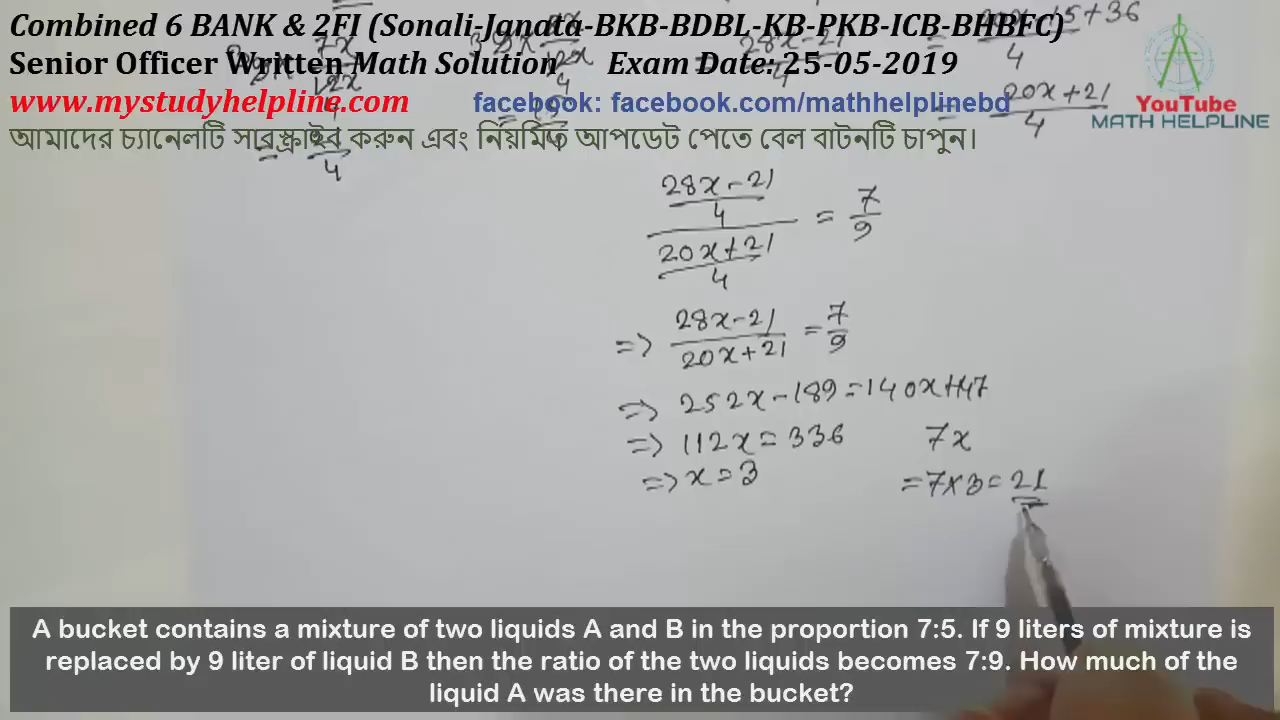 Combined 6 BANK & 2FI (Sonali-Janata-BKB-BDBL-KB-PKB-ICB-BHBFC)
Senior Officer Written Math Solution Exam Date: 25-05-2019
www.mystudyhelpline.com facebook: facebook.com/mathhelplinebd
আমাদের চ্যানেলটি সাবস্ক্রাইব করুন এবং নিয়মিত আপডেট পেতে বেল বাটনটি চাপুন।
YouTube
MATH HELPLINE
28x-21
4
= 20x+21
4
28x-21
4
20x+21
4
= 7
9
=> 28x-21
20x+21
= 7
9
=> 252x-189=140x+147
=> 112x=336
=> x=3
7x
=7x3=21
A bucket contains a mixture of two liquids A and B in the proportion 7:5. If 9 liters of mixture is
replaced by 9 liter of liquid B then the ratio of the two liquids becomes 7:9. How much of the
liquid A was there in the bucket?